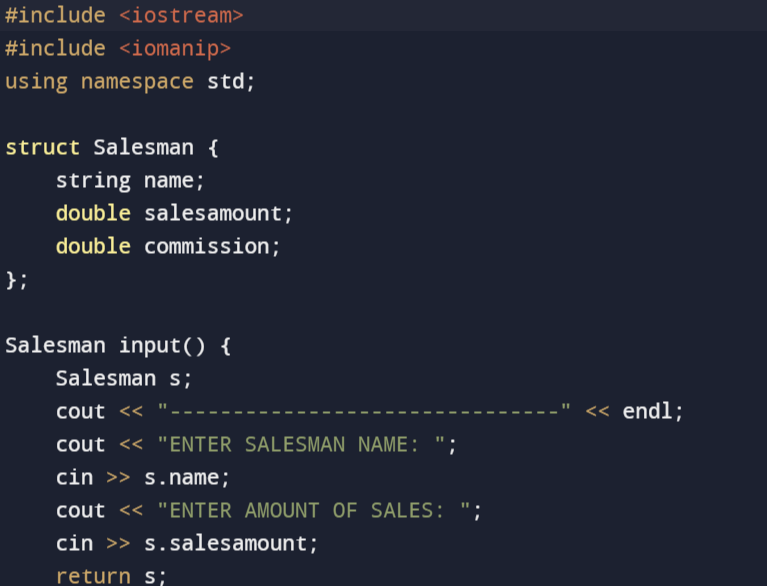 #include <iostream>
#include <iomanip>
using namespace std;
struct Salesman {
    string name;
    double salesamount;
    double commission;
};
Salesman input() {
    Salesman s;
    cout << "-------------------------------" << endl;
    cout << "ENTER SALESMAN NAME: ";
    cin >> s.name;
    cout << "ENTER AMOUNT OF SALES: ";
    cin >> s.salesamount;
    return s;